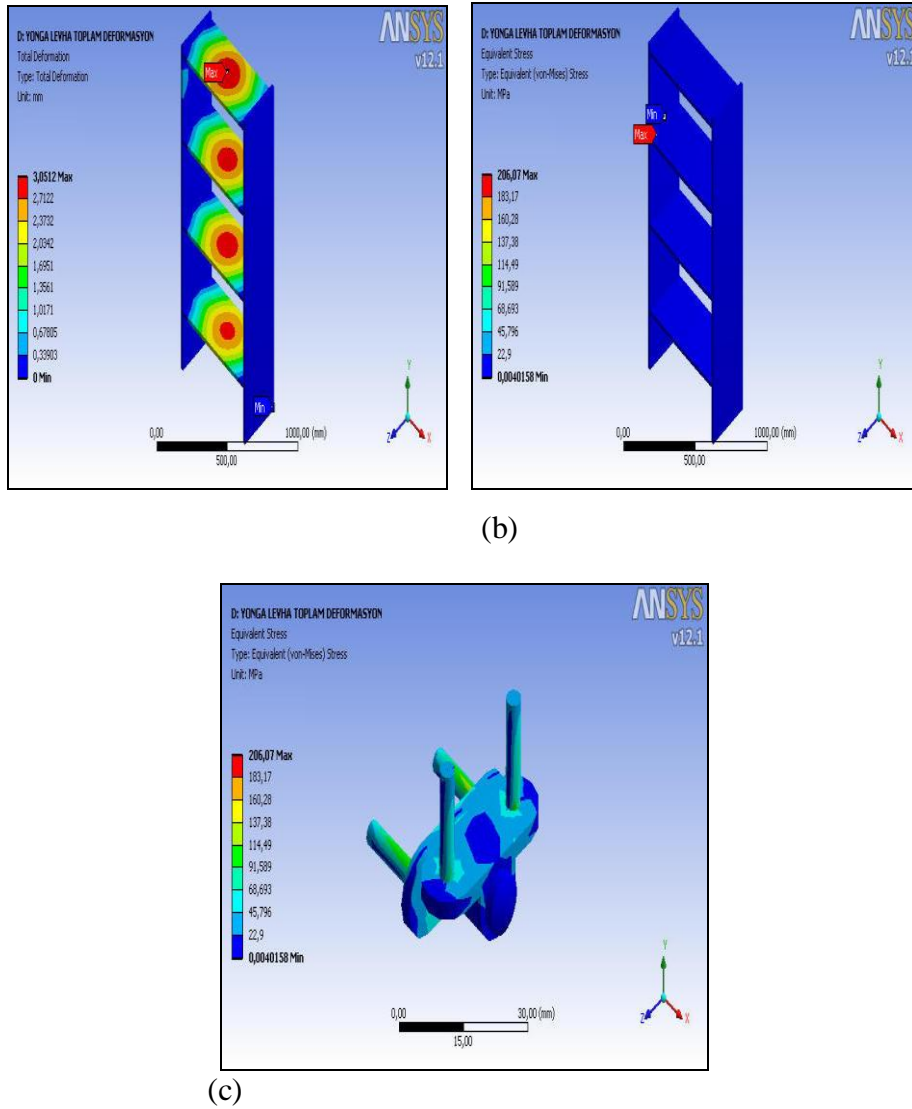 D: YONGA LEVHA TOPLAM DEFORMASYON
Total Deformation
Type: Total Deformation
Unit: mm
ANSYS
v12.1
Max
3,0512 Max
2,7122
2,3732
2,0342
1,6951
1,3561
1,0171
0,67805
0,33903
0 Min
Min
0,00
1000,00 (mm)
500,00
Y
Z
X
D: YONGA LEVHA TOPLAM DEFORMASYON
Equivalent Stress
Type: Equivalent (von-Mises) Stress
Unit: MPa
ANSYS
v12.1
Min
Max
206,07 Max
183,17
160,28
137,38
114,49
91,589
68,693
45,796
22,9
0,0040158 Min
0,00
1000,00 (mm)
500,00
Y
Z
X
(b)
D: YONGA LEVHA TOPLAM DEFORMASYON
Equivalent Stress
Type: Equivalent (von-Mises) Stress
Unit: MPa
ANSYS
v12.1
206,07 Max
183,17
160,28
137,38
114,49
91,589
68,693
45,796
22,9
0,0040158 Min
0,00
30,00 (mm)
15,00
Y
Z
X
(c)